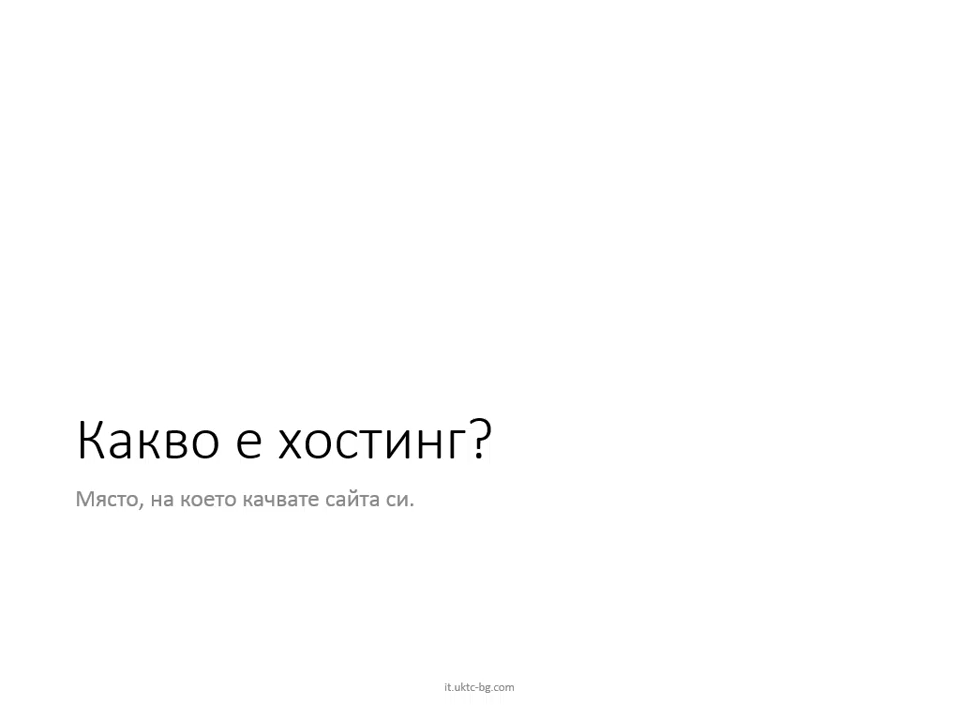 Какво е хостинг?
Място, на което качвате сайта си.
it.uktc-bg.com